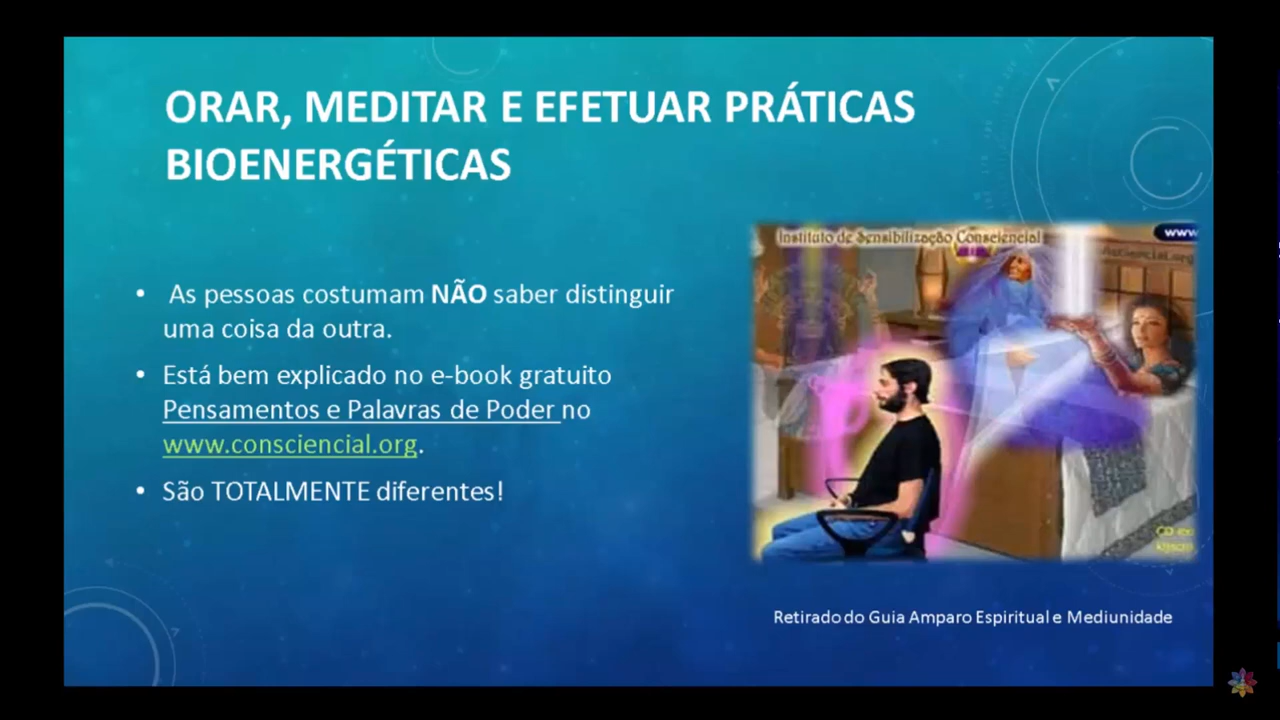 ORAR, MEDITAR E EFETUAR PRÁTICAS
BIOENERGÉTICAS
• As pessoas costumam NÃO saber distinguir
uma coisa da outra.
• Está bem explicado no e-book gratuito
Pensamentos e Palavras de Poder no
www.consciencial.org.
• São TOTALMENTE diferentes!
Instituto de Sensibilização Consciencial
www
Retirado do Guia Amparo Espiritual e Mediunidade